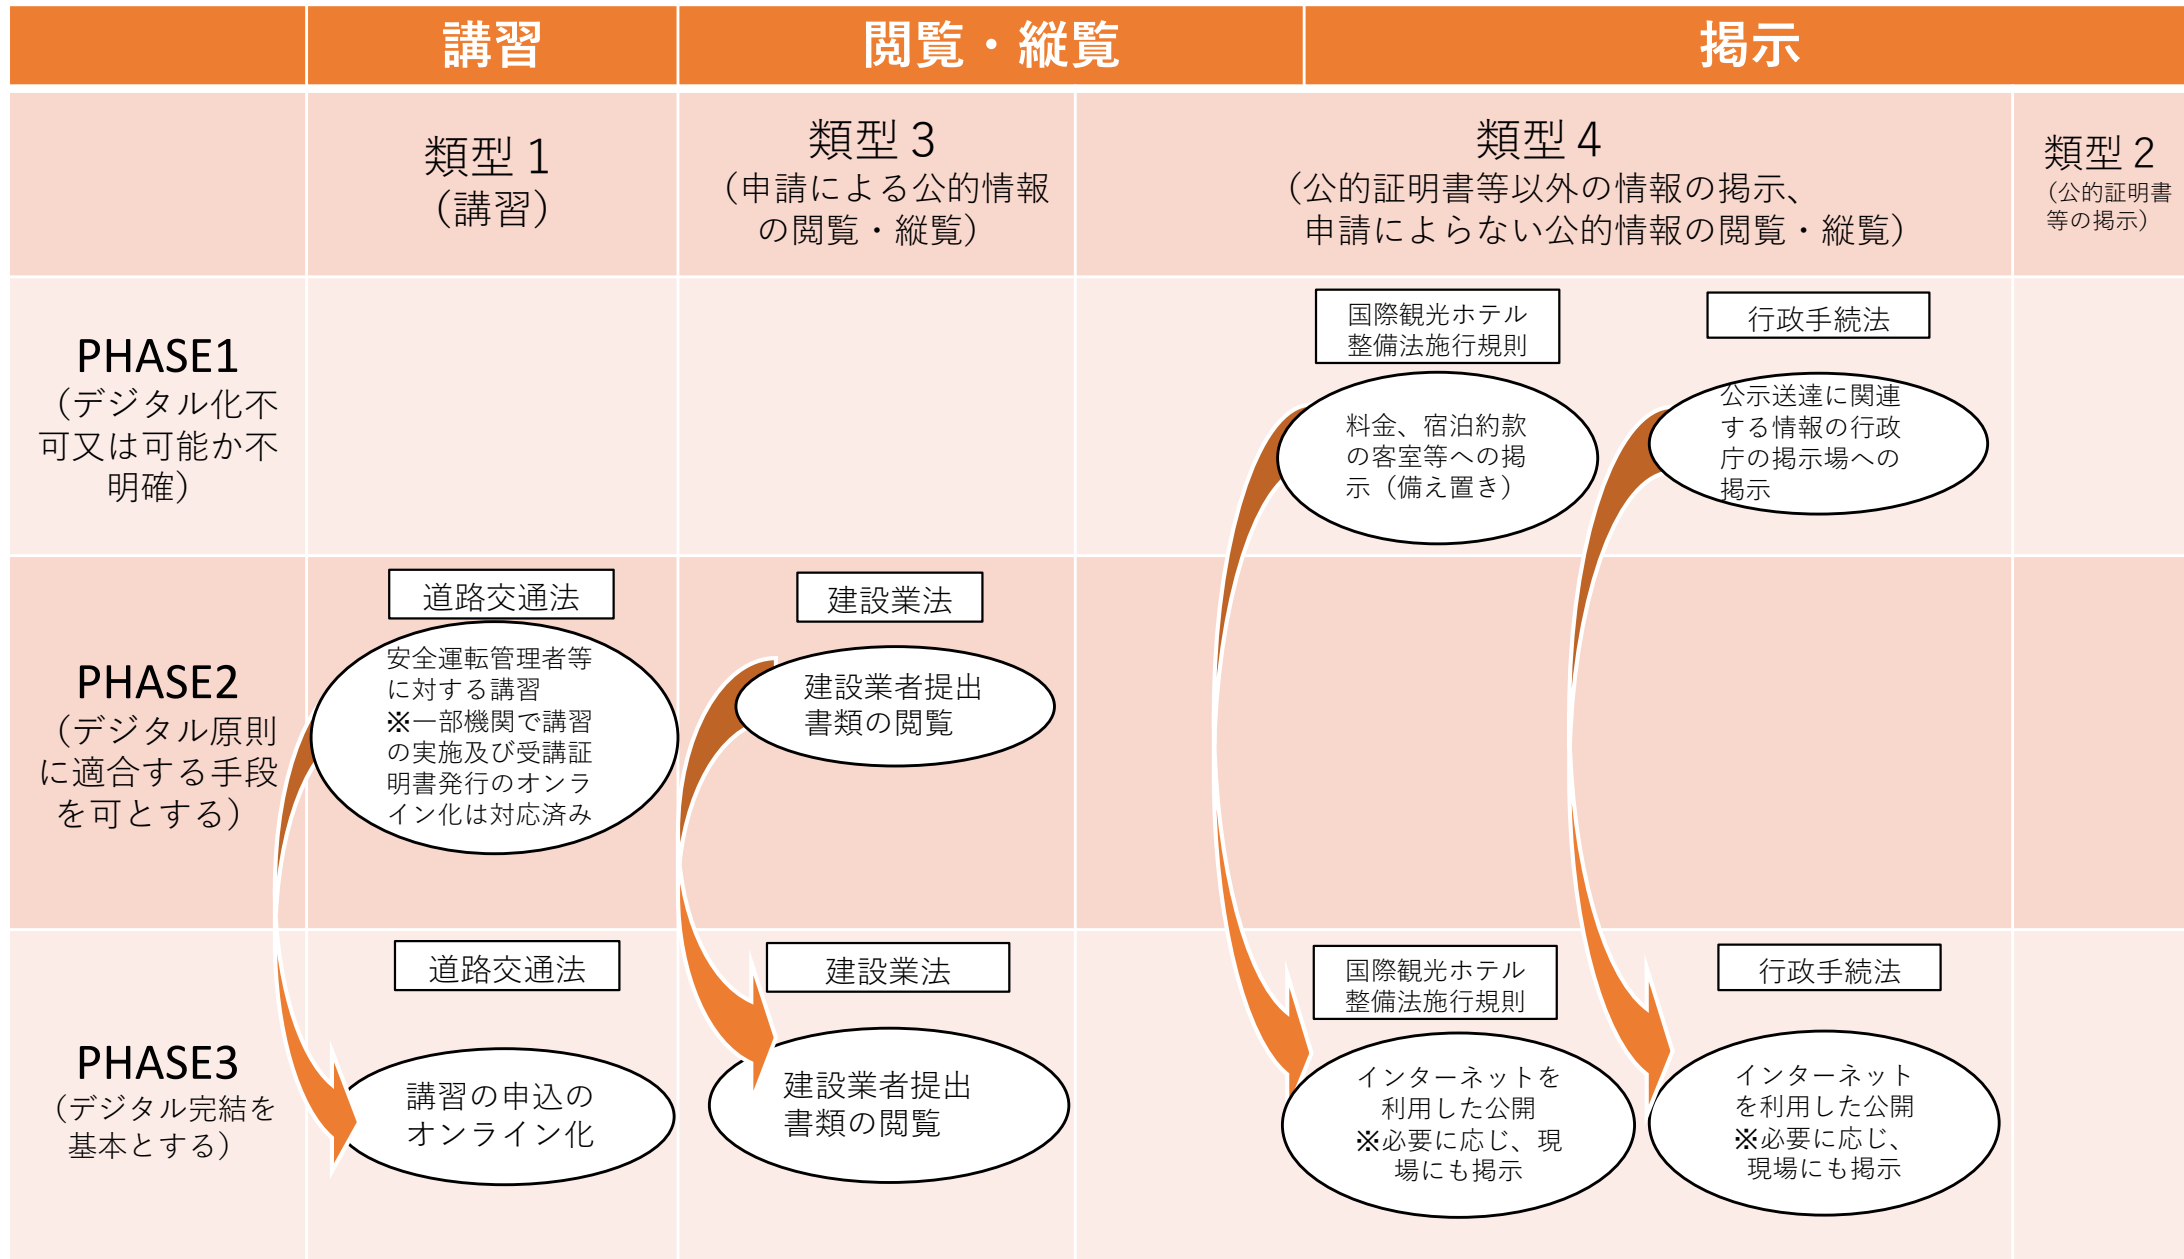 講習
閲覧・縦覧
掲示
類型１
（講習）
類型３
（申請による公的情報
の閲覧・縦覧）
類型４
（公的証明書等以外の情報の掲示、
申請によらない公的情報の閲覧・縦覧）
類型２
（公的証明書
等の掲示）
PHASE1
（デジタル化不
可又は可能か不
明確）
国際観光ホテル
整備法施行規則
料金、宿泊約款
の客室等への掲
示（備え置き）
行政手続法
公示送達に関連
する情報の行政
庁の掲示場への
掲示
PHASE2
（デジタル原則
に適合する手段
を可とする）
道路交通法
安全運転管理者等
に対する講習
※一部機関で講習
の実施及び受講証
明書発行のオンラ
イン化は対応済み
建設業法
建設業者提出
書類の閲覧
PHASE3
（デジタル完結を
基本とする）
道路交通法
講習の申込の
オンライン化
建設業法
建設業者提出
書類の閲覧
国際観光ホテル
整備法施行規則
インターネットを
利用した公開
※必要に応じ、現
場にも掲示
行政手続法
インターネット
を利用した公開
※必要に応じ、
現場にも掲示